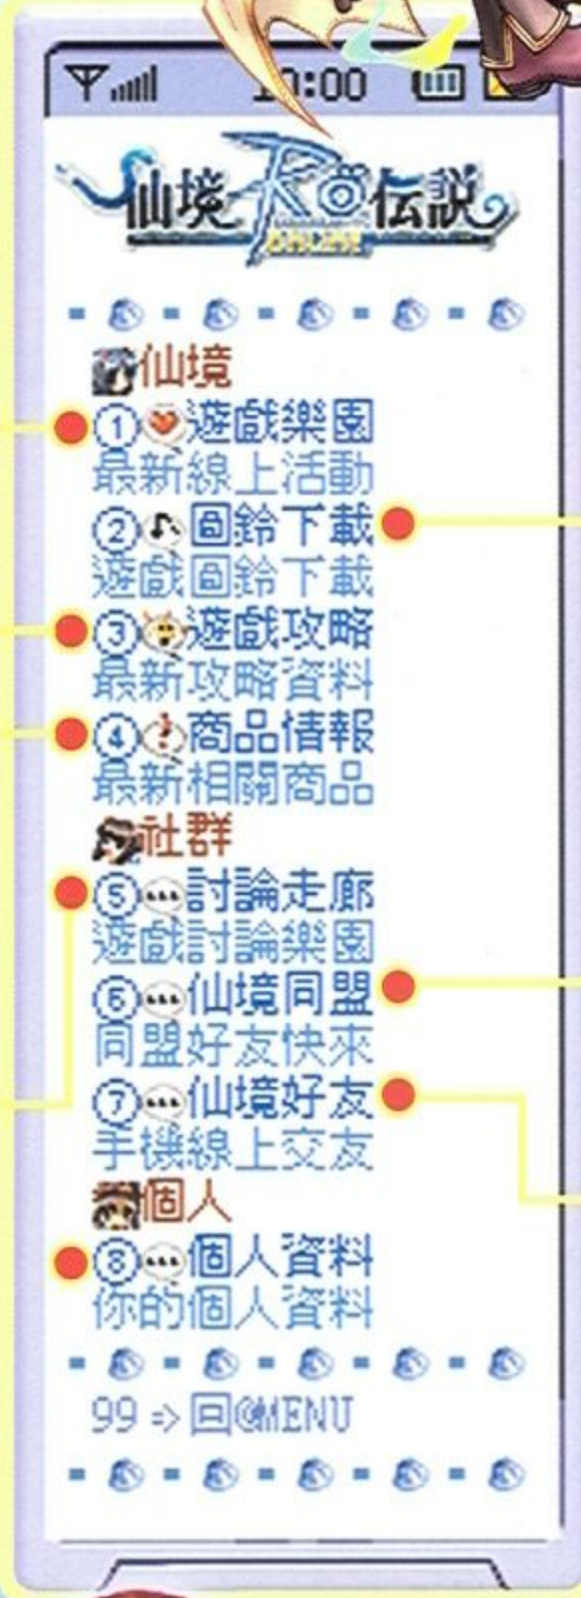 10:00
仙境RO伝説
ONLINE
仙境
①遊戲樂園
最新線上活動
②圖鈴下載
遊戲圖鈴下載
③遊戲攻略
最新攻略資料
④商品情報
最新相關商品
社群
⑤討論走廊
遊戲討論樂園
⑥仙境同盟
同盟好友快來
⑦仙境好友
手機線上交友
個人
⑧個人資料
你的個人資料
99 => 回@MENU